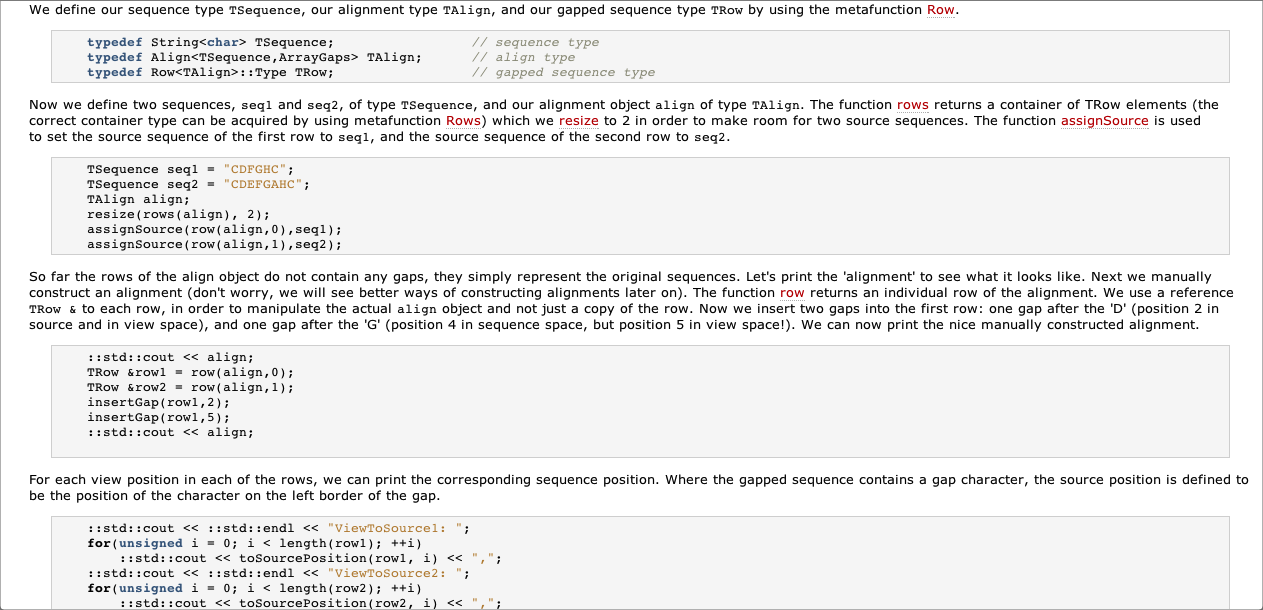 We define our sequence type TSequence, our alignment type TAlign, and our gapped sequence type TRow by using the metafunction Row.
typedef String<char> TSequence; // sequence type
typedef Align<TSequence,ArrayGaps> TAlign; // align type
typedef Row<TAlign>::Type TRow; // gapped sequence type
Now we define two sequences, seq1 and seq2, of type TSequence, and our alignment object align of type TAlign. The function rows returns a container of TRow elements (the
correct container type can be acquired by using metafunction Rows) which we resize to 2 in order to make room for two source sequences. The function assignSource is used
to set the source sequence of the first row to seq1, and the source sequence of the second row to seq2.
TSequence seq1 = "CDFGHC";
TSequence seq2 = "CDEFGAHC";
TAlign align;
resize(rows(align), 2);
assignSource(row(align,0),seq1);
assignSource(row(align,1),seq2);
So far the rows of the align object do not contain any gaps, they simply represent the original sequences. Let's print the 'alignment' to see what it looks like. Next we manually
construct an alignment (don't worry, we will see better ways of constructing alignments later on). The function row returns an individual row of the alignment. We use a reference
TRow & to each row, in order to manipulate the actual align object and not just a copy of the row. Now we insert two gaps into the first row: one gap after the 'D' (position 2 in
source and in view space), and one gap after the 'G' (position 4 in sequence space, but position 5 in view space!). We can now print the nice manually constructed alignment.
::std::cout << align;
TRow &row1 = row(align,0);
TRow &row2 = row(align,1);
insertGap(row1,2);
insertGap(row1,5);
::std::cout << align;
For each view position in each of the rows, we can print the corresponding sequence position. Where the gapped sequence contains a gap character, the source position is defined to
be the position of the character on the left border of the gap.
::std::cout << ::std::endl << "ViewToSource1: ";
for(unsigned i = 0; i < length(row1); ++i)
::std::cout << toSourcePosition(row1, i) << ",";
::std::cout << ::std::endl << "ViewToSource2: ";
for(unsigned i = 0; i < length(row2); ++i)
::std::cout << toSourcePosition(row2, i) << ",";